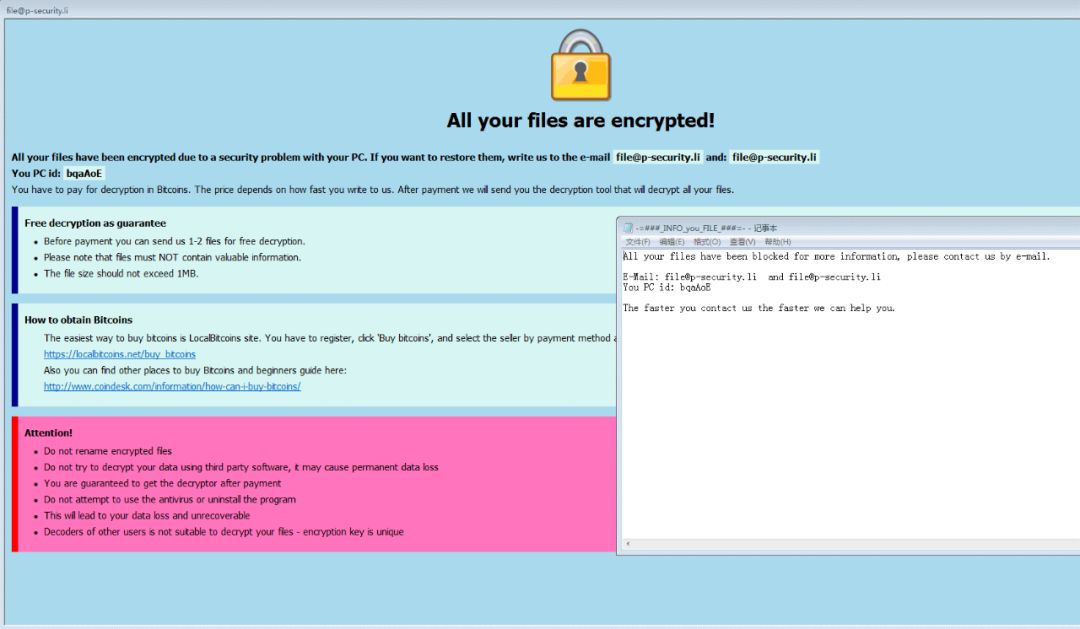 file@p-security.li
All your files are encrypted!
All your files have been encrypted due to a security problem with your PC. If you want to restore them, write us to the e-mail file@p-security.li and: file@p-security.li
You PC id: bqaAoE
You have to pay for decryption in Bitcoins. The price depends on how fast you write to us. After payment we will send you the decryption tool that will decrypt all your files.
Free decryption as guarantee
Before payment you can send us 1-2 files for free decryption.
Please note that files must NOT contain valuable information.
The file size should not exceed 1MB.
How to obtain Bitcoins
The easiest way to buy bitcoins is LocalBitcoins site. You have to register, click 'Buy bitcoins', and select the seller by payment method a
https://localbitcoins.net/buy_bitcoins
Also you can find other places to buy Bitcoins and beginners guide here:
http://www.coindesk.com/information/how-can-i-buy-bitcoins/
Attention!
Do not rename encrypted files
Do not try to decrypt your data using third party software, it may cause permanent data loss
You are guaranteed to get the decryptor after payment
Do not attempt to use the antivirus or uninstall the program
This will lead to your data loss and unrecoverable
Decoders of other users is not suitable to decrypt your files - encryption key is unique
-=###_INFO_you_FILE_###=- - 记事本
文件(F) 编辑(E) 格式(O) 查看(V) 帮助(H)
All your files have been blocked for more information, please contact us by e-mail.
E-Mail: file@p-security.li and file@p-security.li
You PC id: bqaAoE
The faster you contact us the faster we can help you.